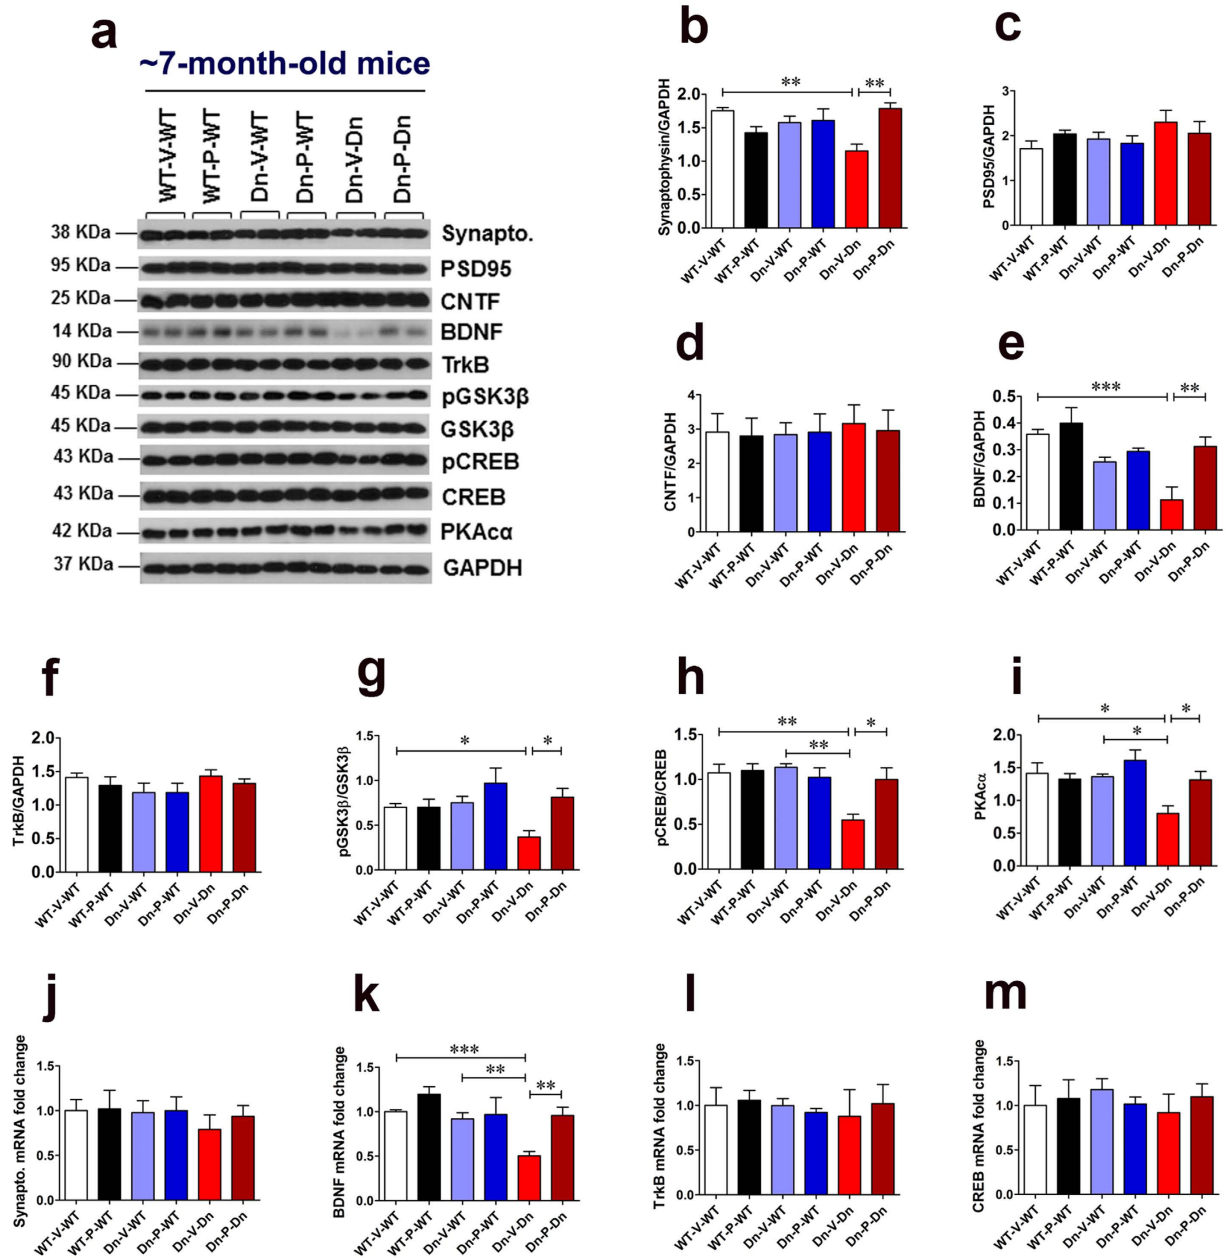 a
~7-month-old mice
WT-V-WT
WT-P-WT
Dn-V-WT
Dn-P-WT
Dn-V-Dn
Dn-P-Dn
38 KDa
Synapto.
95 KDa
PSD95
25 KDa
CNTF
14 KDa
BDNF
90 KDa
TrkB
45 KDa
pGSK3β
45 KDa
GSK3β
43 KDa
pCREB
43 KDa
CREB
42 KDa
PKAcα
37 KDa
GAPDH
b
Synaptophysin/GAPDH
2.0
1.5
1.0
0.5
0.0
**
**
WT-V-WT
WT-P-WT
Dn-V-WT
Dn-P-WT
Dn-V-Dn
Dn-P-Dn
c
PSD95/GAPDH
3
2
1
0
WT-V-WT
WT-P-WT
Dn-V-WT
Dn-P-WT
Dn-V-Dn
Dn-P-Dn
d
CNTF/GAPDH
4
3
2
1
0
WT-V-WT
WT-P-WT
Dn-V-WT
Dn-P-WT
Dn-V-Dn
Dn-P-Dn
e
BDNF/GAPDH
0.5
0.4
0.3
0.2
0.1
0.0
***
**
WT-V-WT
WT-P-WT
Dn-V-WT
Dn-P-WT
Dn-V-Dn
Dn-P-Dn
f
TrkB/GAPDH
2.0
1.5
1.0
0.5
0.0
WT-V-WT
WT-P-WT
Dn-V-WT
Dn-P-WT
Dn-V-Dn
Dn-P-Dn
g
pGSK3β/GSK3β
1.5
1.0
0.5
0.0
*
*
WT-V-WT
WT-P-WT
Dn-V-WT
Dn-P-WT
Dn-V-Dn
Dn-P-Dn
h
pCREB/CREB
1.5
1.0
0.5
0.0
**
*
**
WT-V-WT
WT-P-WT
Dn-V-WT
Dn-P-WT
Dn-V-Dn
Dn-P-Dn
i
PKAcα
2.0
1.5
1.0
0.5
0.0
*
*
*
WT-V-WT
WT-P-WT
Dn-V-WT
Dn-P-WT
Dn-V-Dn
Dn-P-Dn
j
Synapto. mRNA fold change
1.5
1.0
0.5
0.0
WT-V-WT
WT-P-WT
Dn-V-WT
Dn-P-WT
Dn-V-Dn
Dn-P-Dn
k
BDNF mRNA fold change
1.5
1.0
0.5
0.0
***
**
**
WT-V-WT
WT-P-WT
Dn-V-WT
Dn-P-WT
Dn-V-Dn
Dn-P-Dn
l
TrkB mRNA fold change
1.5
1.0
0.5
0.0
WT-V-WT
WT-P-WT
Dn-V-WT
Dn-P-WT
Dn-V-Dn
Dn-P-Dn
m
CREB mRNA fold change
1.5
1.0
0.5
0.0
WT-V-WT
WT-P-WT
Dn-V-WT
Dn-P-WT
Dn-V-Dn
Dn-P-Dn